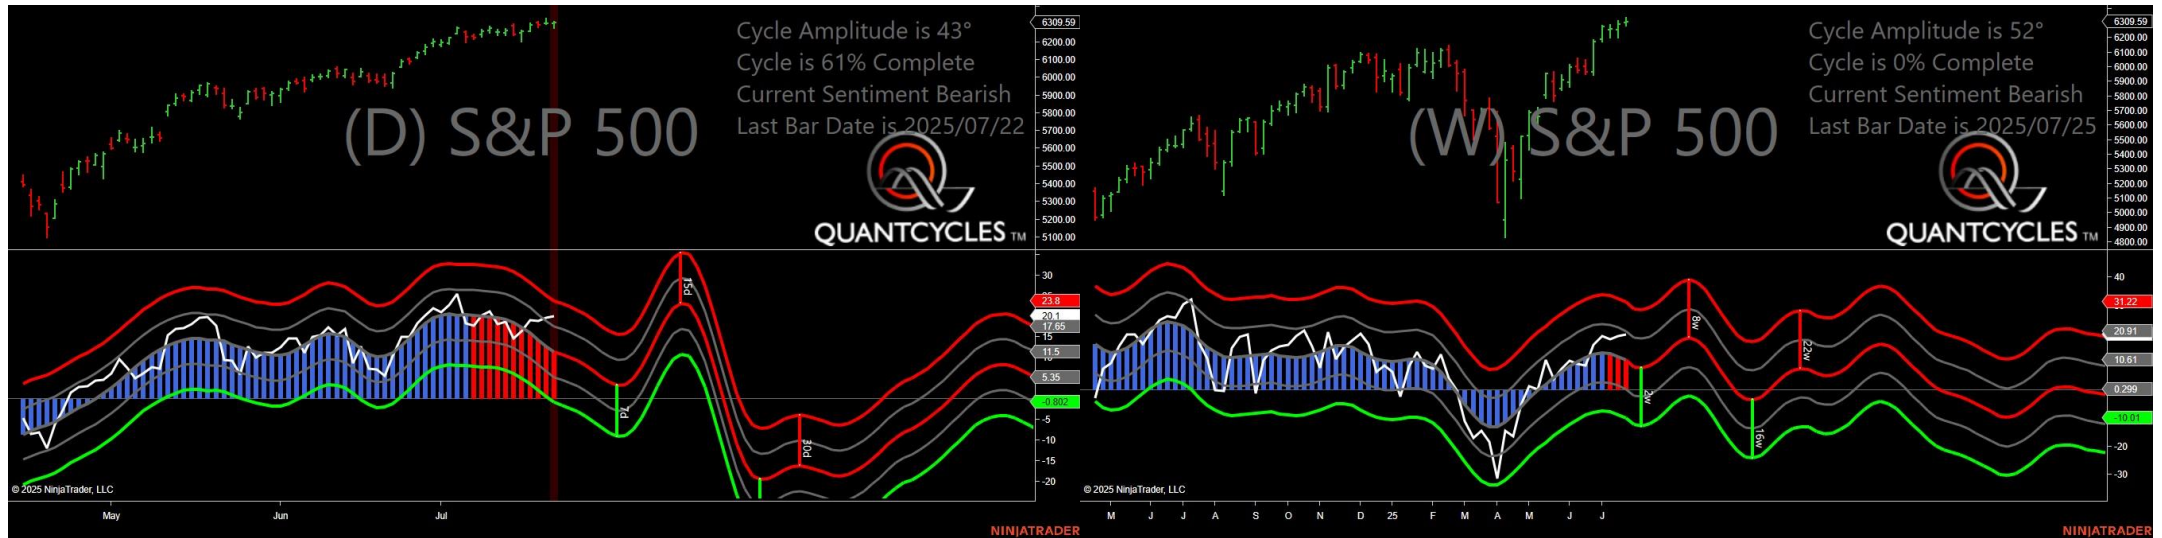 Cycle Amplitude is 43°
Cycle is 61% Complete
Current Sentiment Bearish
Last Bar Date is 2025/07/22
(D) S&P 500
QUANTCYCLES TM
6309.59
6200.00
6100.00
6000.00
5900.00
5800.00
5700.00
5600.00
5500.00
5400.00
5300.00
5200.00
5100.00
30
23.8
20.1
17.65
15
11.5
5.35
-0.802
-5
-10
-15
-20
15d
7d
30d
© 2025 NinjaTrader, LLC
May Jun Jul
NINJATRADER
Cycle Amplitude is 52°
Cycle is 0% Complete
Current Sentiment Bearish
Last Bar Date is 2025/07/25
(W) S&P 500
QUANTCYCLES TM
6309.59
6200.00
6100.00
6000.00
5900.00
5800.00
5700.00
5600.00
5500.00
5400.00
5300.00
5200.00
5100.00
5000.00
4900.00
4800.00
40
31.22
20.91
10.61
0.299
-10.01
-20
-30
8w
22w
2w
16w
© 2025 NinjaTrader, LLC
M J J A S O N D 25 F M A M J J
NINJATRADER